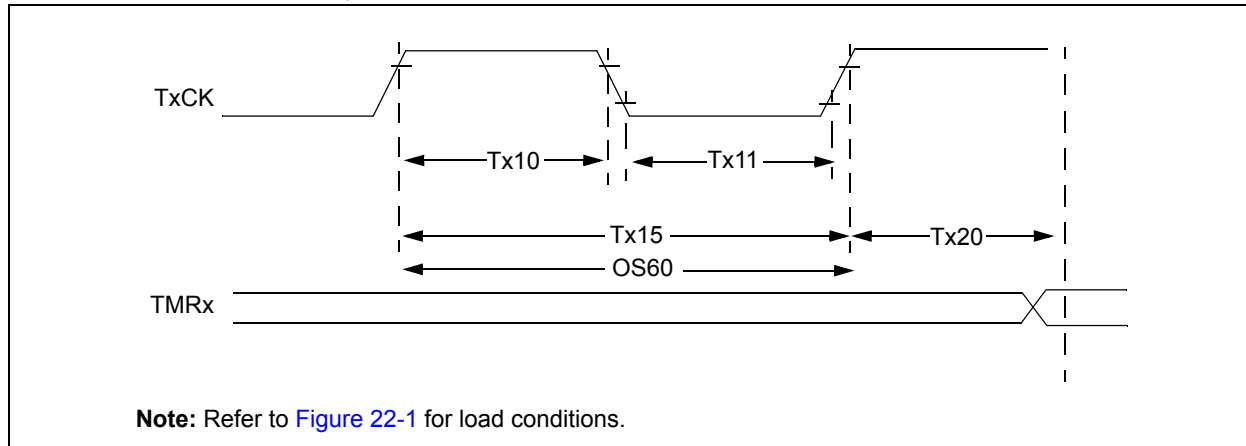 TxCK
Tx10
Tx11
Tx15
Tx20
OS60
TMRx
Note: Refer to Figure 22-1 for load conditions.